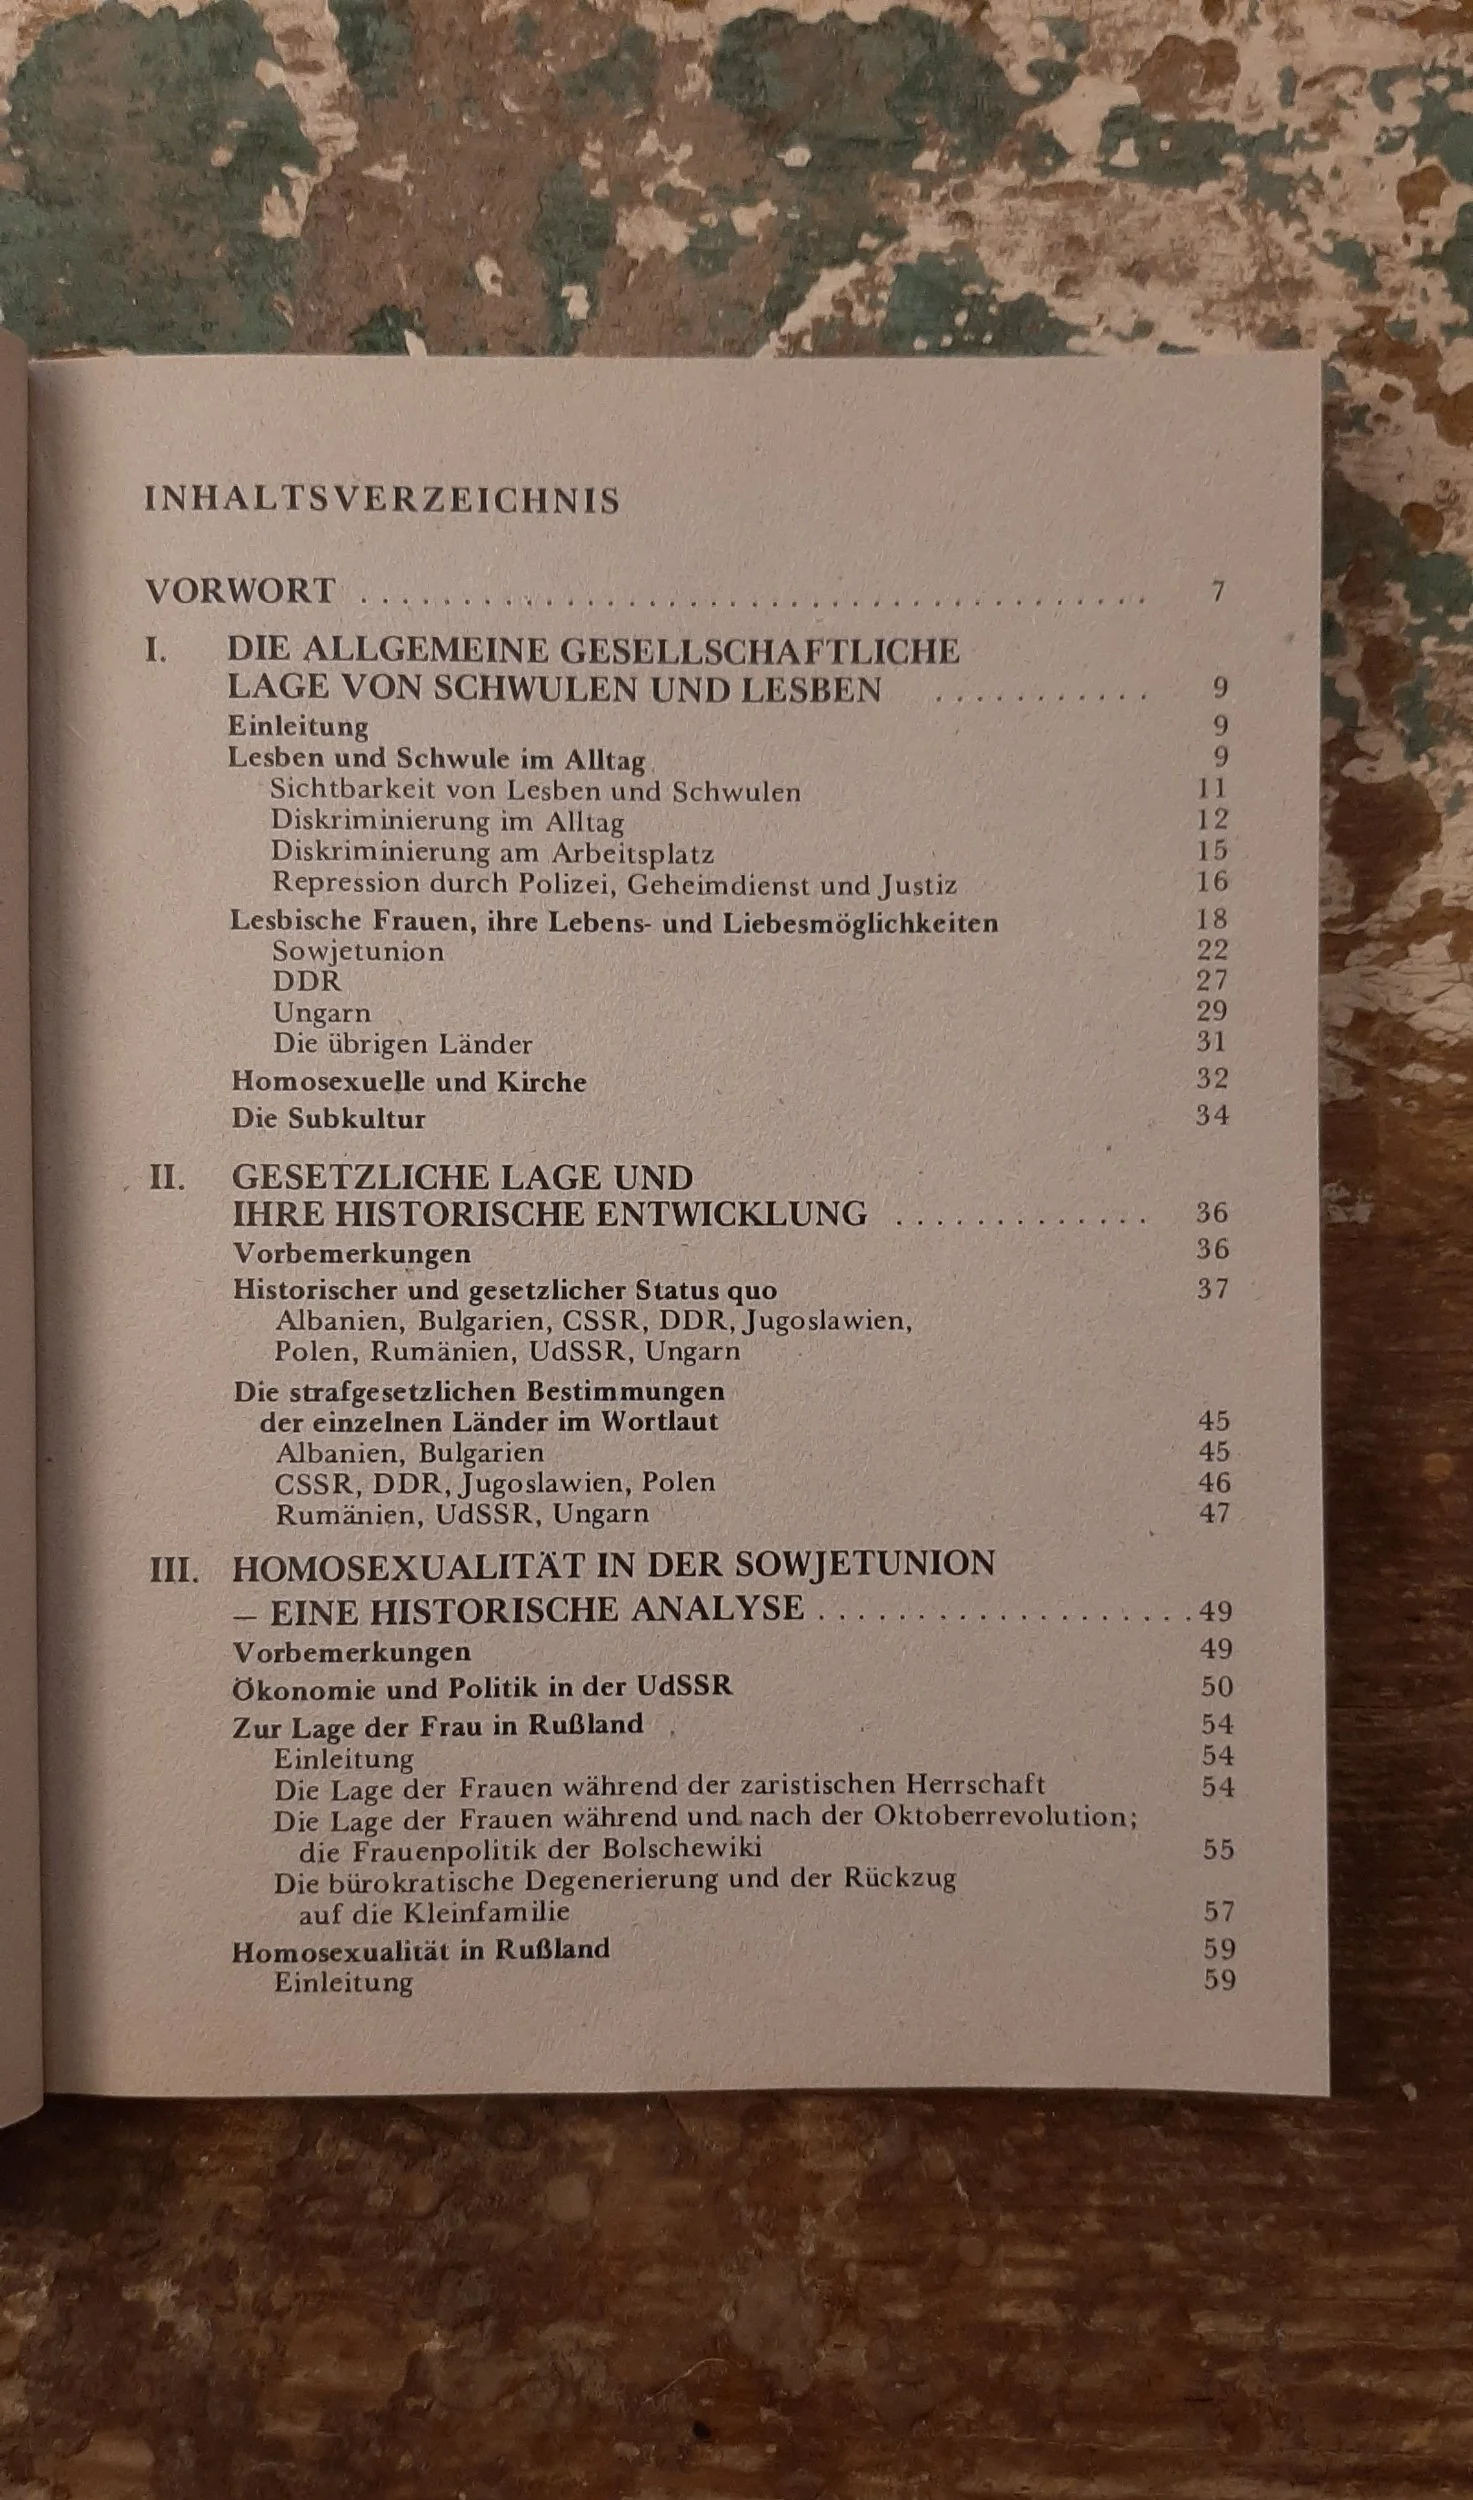 INHALTSVERZEICHNIS
VORWORT . . . . . . . . . . . . . . . . . . . . . . . . . . . . . . . . . . . . . . . 7
I. DIE ALLGEMEINE GESELLSCHAFTLICHE
LAGE VON SCHWULEN UND LESBEN . . . . . . . . . . . 9
Einleitung 9
Lesben und Schwule im Alltag 9
Sichtbarkeit von Lesben und Schwulen 11
Diskriminierung im Alltag 12
Diskriminierung am Arbeitsplatz 15
Repression durch Polizei, Geheimdienst und Justiz 16
Lesbische Frauen, ihre Lebens- und Liebesmöglichkeiten 18
Sowjetunion 22
DDR 27
Ungarn 29
Die übrigen Länder 31
Homosexuelle und Kirche 32
Die Subkultur 34
II. GESETZLICHE LAGE UND
IHRE HISTORISCHE ENTWICKLUNG . . . . . . . . . . . . . 36
Vorbemerkungen 36
Historischer und gesetzlicher Status quo 37
Albanien, Bulgarien, CSSR, DDR, Jugoslawien,
Polen, Rumänien, UdSSR, Ungarn
Die strafgesetzlichen Bestimmungen
der einzelnen Länder im Wortlaut 45
Albanien, Bulgarien 45
CSSR, DDR, Jugoslawien, Polen 46
Rumänien, UdSSR, Ungarn 47
III. HOMOSEXUALITÄT IN DER SOWJETUNION
– EINE HISTORISCHE ANALYSE . . . . . . . . . . . . . . . . . . . 49
Vorbemerkungen 49
Ökonomie und Politik in der UdSSR 50
Zur Lage der Frau in Rußland 54
Einleitung 54
Die Lage der Frauen während der zaristischen Herrschaft 54
Die Lage der Frauen während und nach der Oktoberrevolution;
die Frauenpolitik der Bolschewiki 55
Die bürokratische Degenerierung und der Rückzug
auf die Kleinfamilie 57
Homosexualität in Rußland 59
Einleitung 59